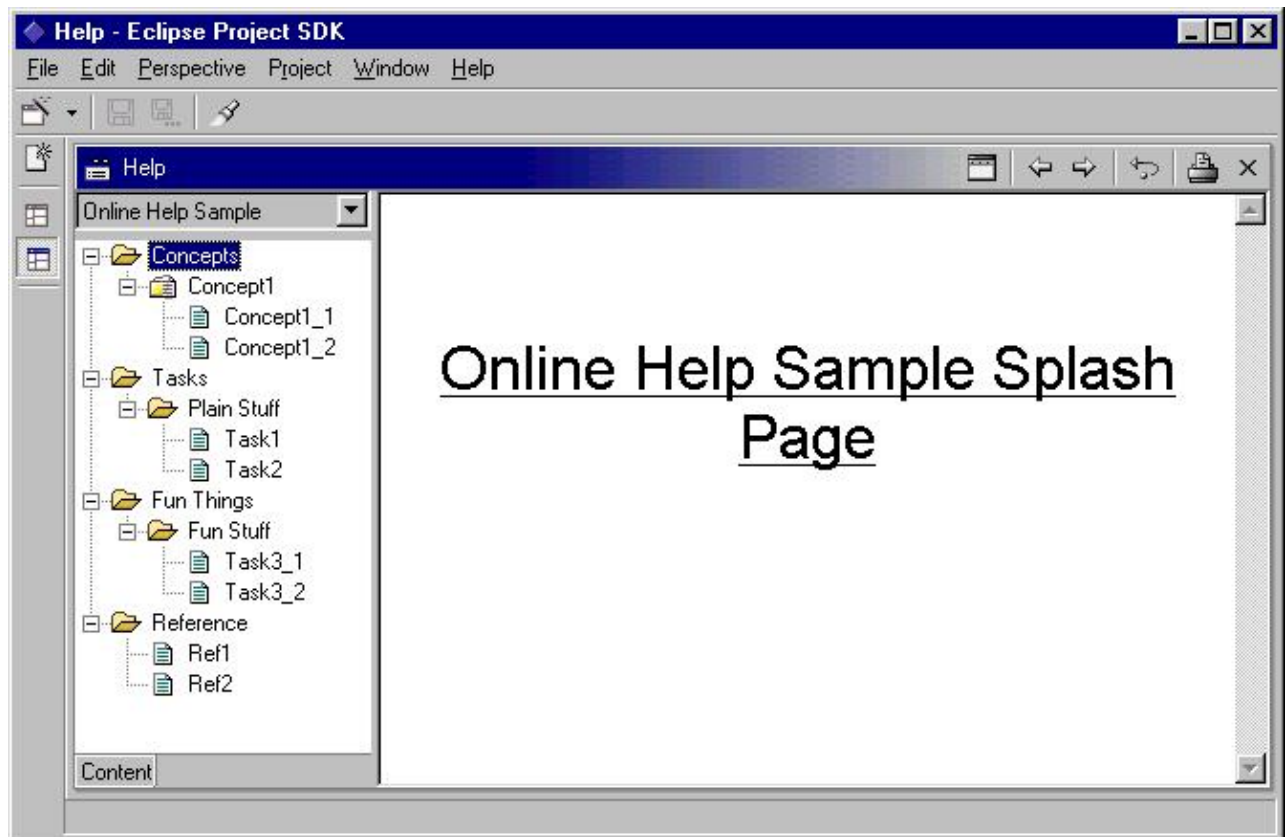 Help - Eclipse Project SDK
File Edit Perspective Project Window Help
Help
Online Help Sample
Concepts
Concept1
Concept1_1
Concept1_2
Tasks
Plain Stuff
Task1
Task2
Fun Things
Fun Stuff
Task3_1
Task3_2
Reference
Ref1
Ref2
Content
Online Help Sample Splash
Page